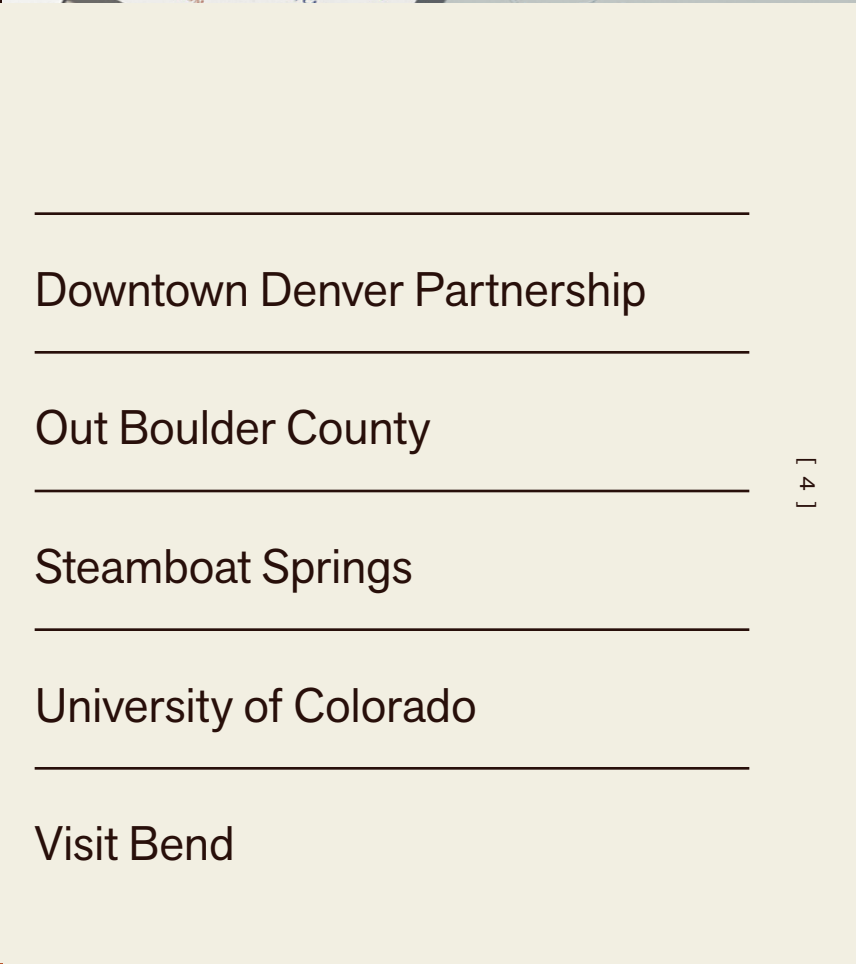 Downtown Denver Partnership
Out Boulder County
[ 4 ]
Steamboat Springs
University of Colorado
Visit Bend